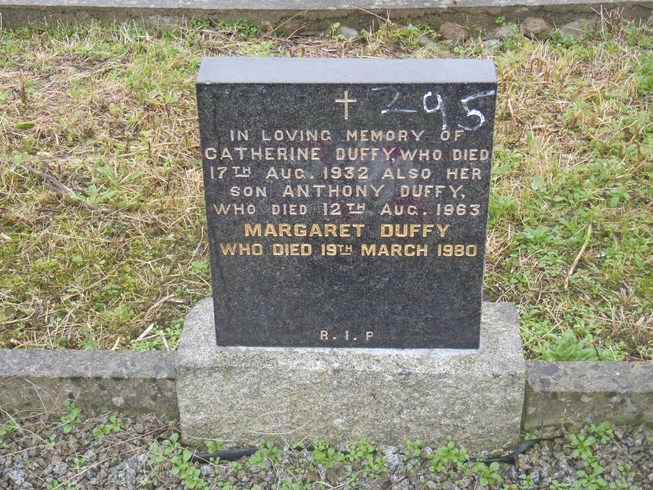 295
IN LOVING MEMORY OF
CATHERINE DUFFY, WHO DIED
17TH AUG. 1932 ALSO HER
SON ANTHONY DUFFY,
WHO DIED 12TH AUG. 1963
MARGARET DUFFY
WHO DIED 19TH MARCH 1980
R.I.P